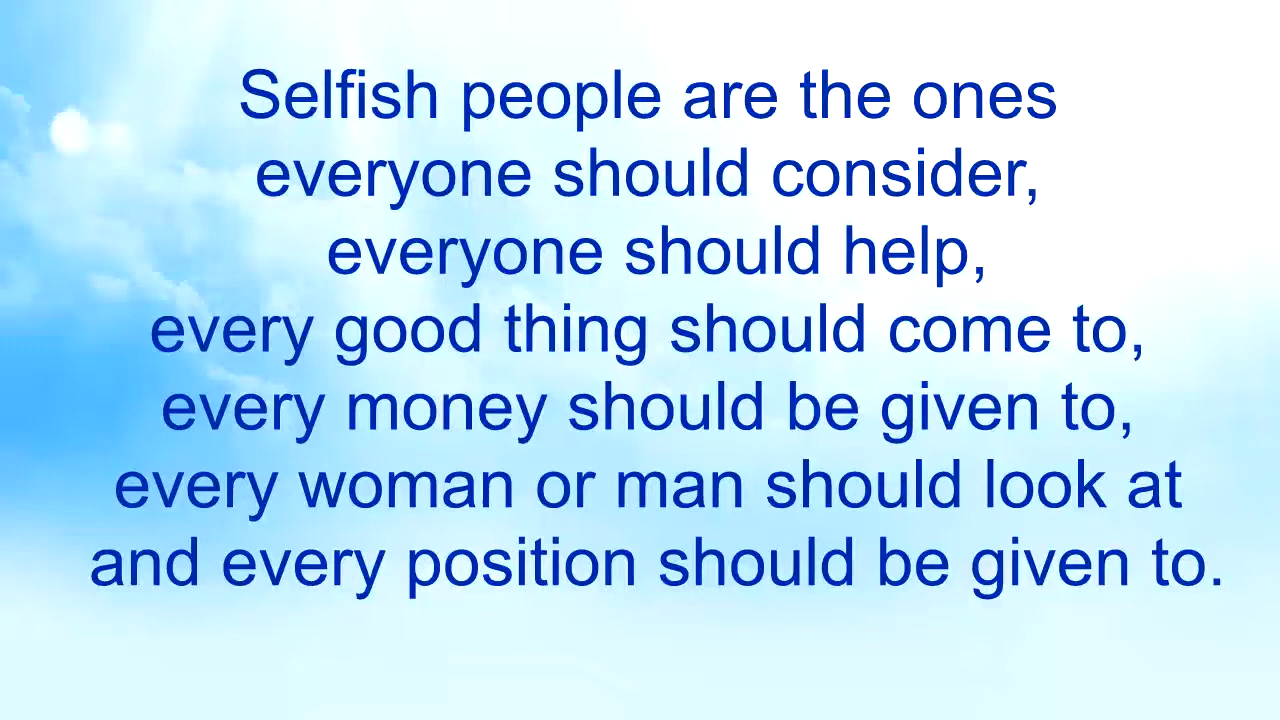 Selfish people are the ones
everyone should consider,
everyone should help,
every good thing should come to,
every money should be given to,
every woman or man should look at
and every position should be given to.